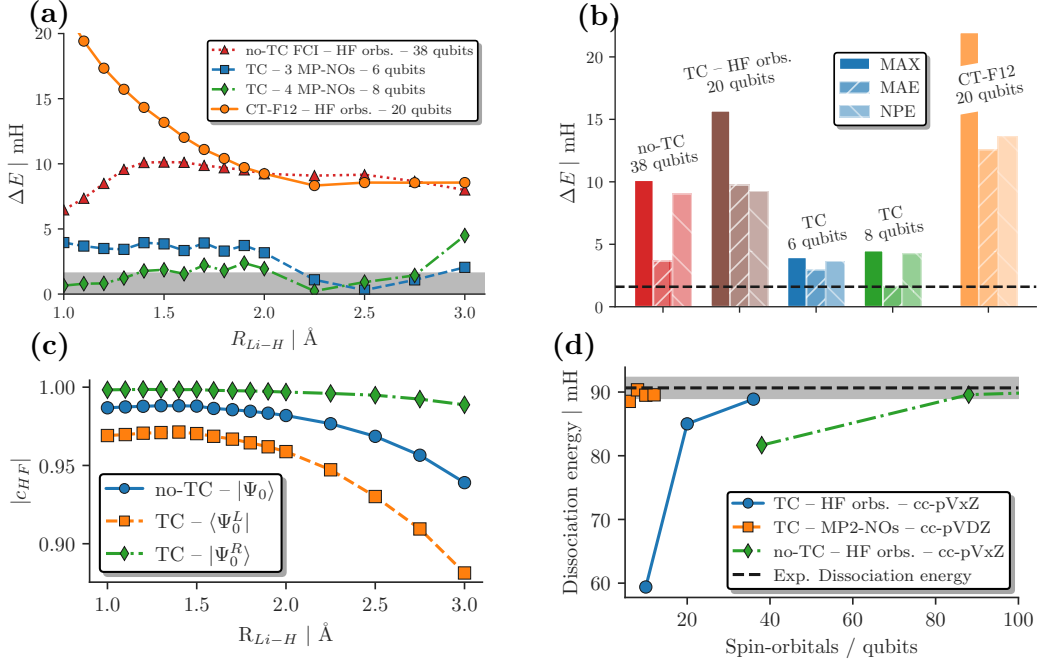 (a)
ΔE | mH
20
15
10
5
0
no-TC FCI – HF orbs. – 38 qubits
TC – 3 MP-NOs – 6 qubits
TC – 4 MP-NOs – 8 qubits
CT-F12 – HF orbs. – 20 qubits
1.0
1.5
2.0
2.5
3.0
R_{Li−H} | Å
(b)
ΔE | mH
20
15
10
5
0
no-TC
38 qubits
TC – HF orbs.
20 qubits
TC
6 qubits
TC
8 qubits
CT-F12
20 qubits
MAX
MAE
NPE
(c)
|c_{HF}|
1.00
0.95
0.90
no-TC – |Ψ₀⟩
TC – ⟨Ψ₀ᴸ|
TC – |Ψ₀ᴿ⟩
1.0
1.5
2.0
2.5
3.0
R_{Li−H} | Å
(d)
Dissociation energy | mH
90
80
70
60
TC – HF orbs. – cc-pVxZ
TC – MP2-NOs – cc-pVDZ
no-TC – HF orbs. – cc-pVxZ
Exp. Dissociation energy
20
40
60
80
100
Spin-orbitals / qubits